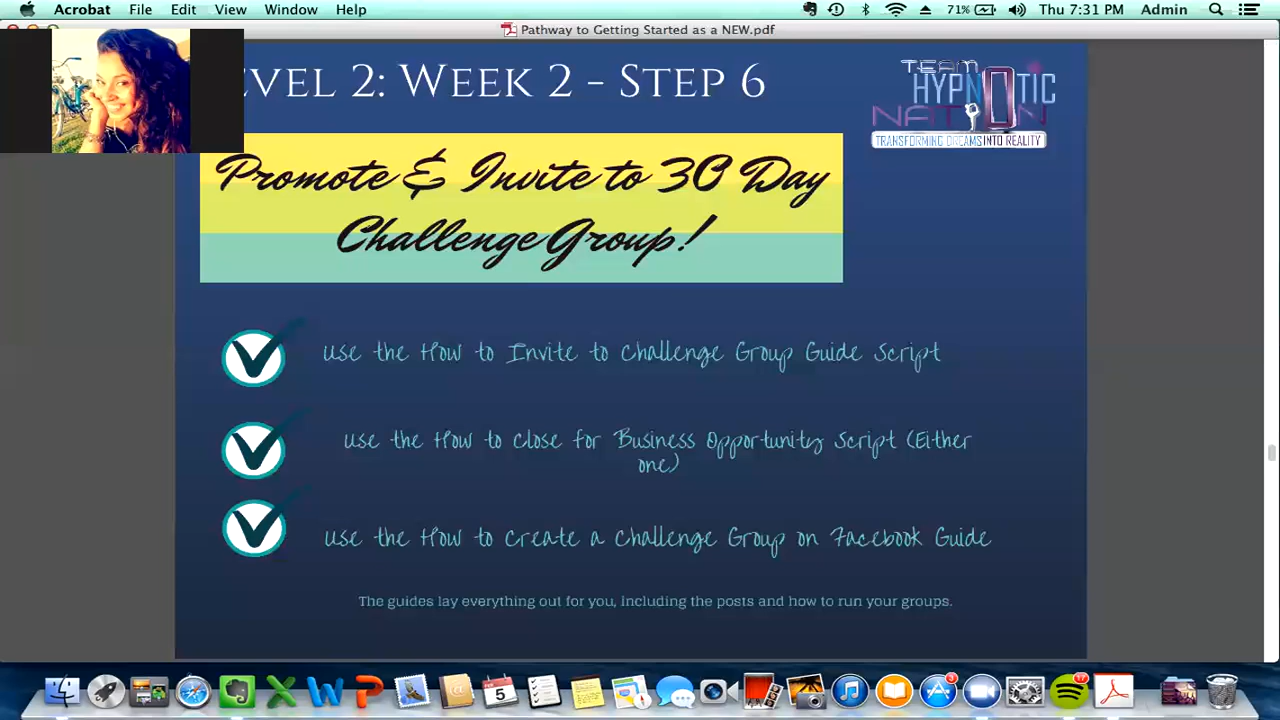 Acrobat File Edit View Window Help 71% Thu 7:31 PM Admin
Pathway to Getting Started as a NEW.pdf
evel 2: Week 2 - Step 6
TEAM
HYPNOTIC
NATION
TRANSFORMING DREAMS INTO REALITY
Promote & Invite to 30 Day
Challenge Group!
Use the How to Invite to Challenge Group Guide Script
Use the How to Close for Business Opportunity Script (Either
one)
Use the How to Create a Challenge Group on Facebook Guide
The guides lay everything out for you, including the posts and how to run your groups.
FEB
5
3
17